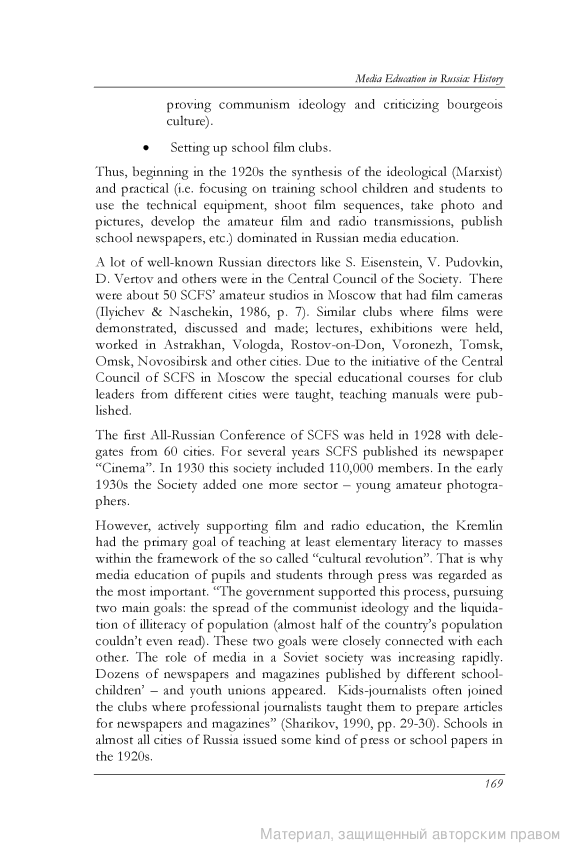 Media Education in Russia: History
proving communism ideology and criticizing bourgeois
culture).
• Setting up school film clubs.
Thus, beginning in the 1920s the synthesis of the ideological (Marxist)
and practical (i.e. focusing on training school children and students to
use the technical equipment, shoot film sequences, take photo and
pictures, develop the amateur film and radio transmissions, publish
school newspapers, etc.) dominated in Russian media education.
A lot of well-known Russian directors like S. Eisenstein, V. Pudovkin,
D. Vertov and others were in the Central Council of the Society. There
were about 50 SCFS’ amateur studios in Moscow that had film cameras
(Ilyichev & Naschekin, 1986, p. 7). Similar clubs where films were
demonstrated, discussed and made; lectures, exhibitions were held,
worked in Astrakhan, Vologda, Rostov-on-Don, Voronezh, Tomsk,
Omsk, Novosibirsk and other cities. Due to the initiative of the Central
Council of SCFS in Moscow the special educational courses for club
leaders from different cities were taught, teaching manuals were pub-
lished.
The first All-Russian Conference of SCFS was held in 1928 with dele-
gates from 60 cities. For several years SCFS published its newspaper
“Cinema”. In 1930 this society included 110,000 members. In the early
1930s the Society added one more sector – young amateur photogra-
phers.
However, actively supporting film and radio education, the Kremlin
had the primary goal of teaching at least elementary literacy to masses
within the framework of the so called “cultural revolution”. That is why
media education of pupils and students through press was regarded as
the most important. “The government supported this process, pursuing
two main goals: the spread of the communist ideology and the liquida-
tion of illiteracy of population (almost half of the country’s population
couldn’t even read). These two goals were closely connected with each
other. The role of media in a Soviet society was increasing rapidly.
Dozens of newspapers and magazines published by different school-
children’ – and youth unions appeared. Kids-journalists often joined
the clubs where professional journalists taught them to prepare articles
for newspapers and magazines” (Sharikov, 1990, pp. 29-30). Schools in
almost all cities of Russia issued some kind of press or school papers in
the 1920s.
169
Материал, защищенный авторским правом